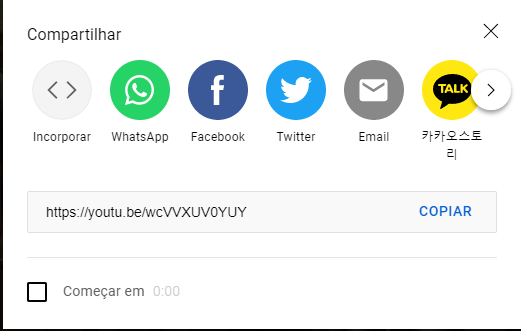 Compartilhar
TALK
Incorporar WhatsApp Facebook Twitter Email 카카오스토
리
https://youtu.be/wcVVXUV0YUY COPIAR
Começar em 0:00